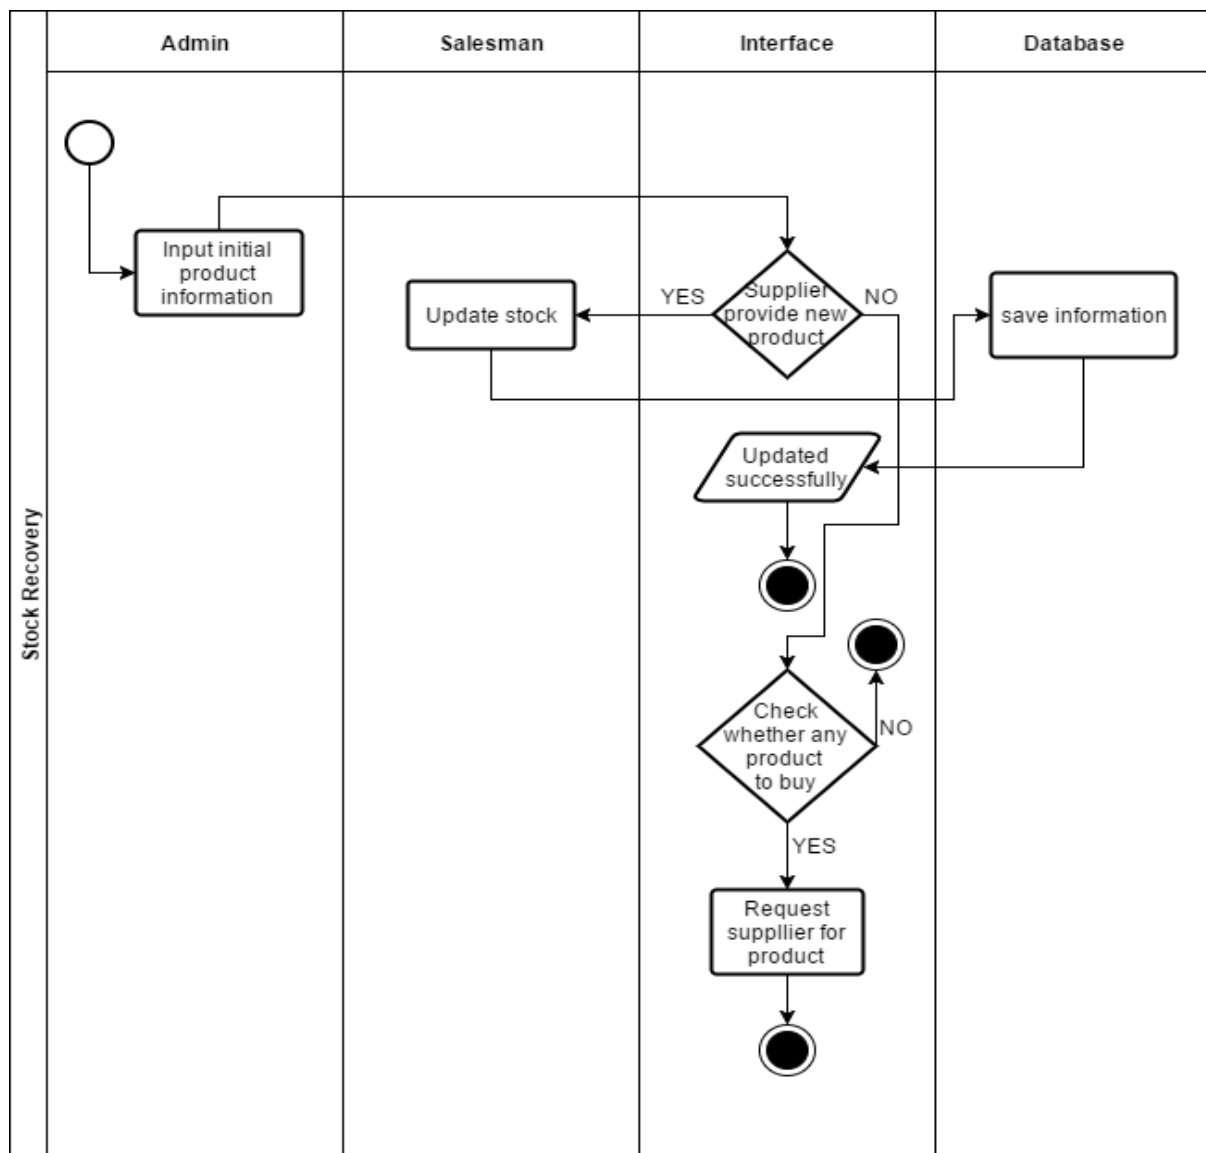 Admin
Salesman
Interface
Database
Stock Recovery
Input initial
product
information
Update stock
YES
Supplier
provide new
product
NO
save information
Updated
successfully
Check
whether any
product
to buy
NO
YES
Request
suppllier for
product